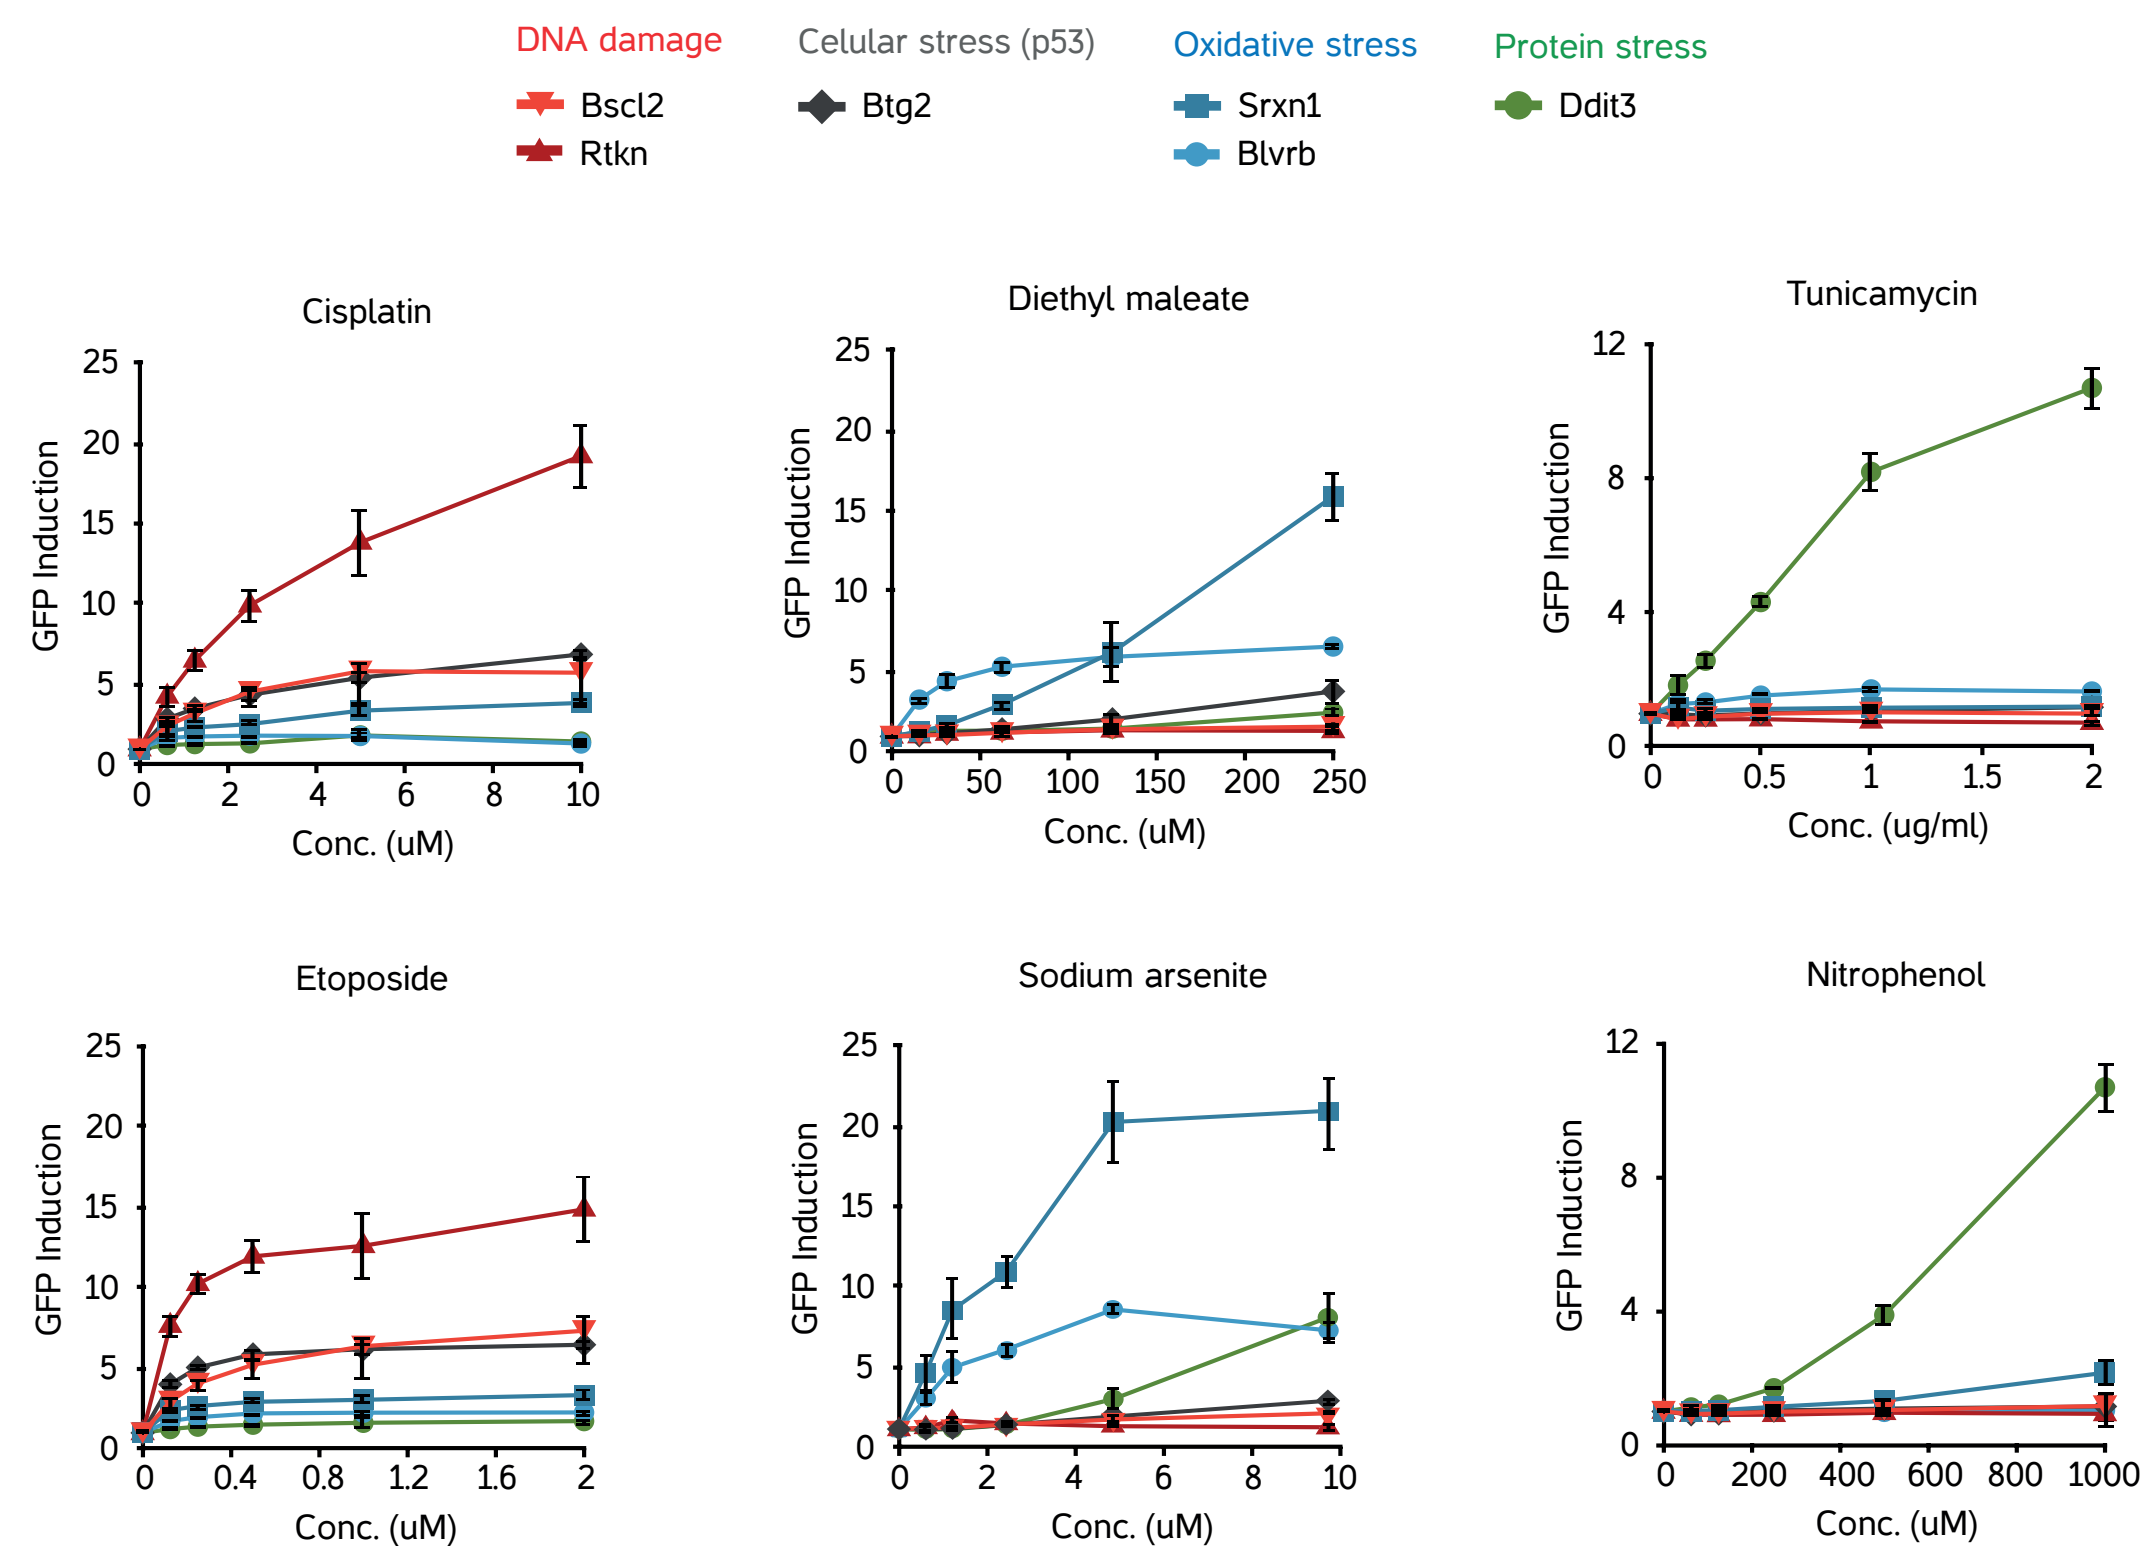 DNA damage
Celular stress (p53)
Oxidative stress
Protein stress
Bscl2
Btg2
Srxn1
Ddit3
Rtkn
Blvrb
Cisplatin
25
20
15
10
5
0
GFP Induction
0 2 4 6 8 10
Conc. (uM)
Diethyl maleate
25
20
15
10
5
0
GFP Induction
0 50 100 150 200 250
Conc. (uM)
Tunicamycin
12
8
4
0
GFP Induction
0 0.5 1 1.5 2
Conc. (ug/ml)
Etoposide
25
20
15
10
5
0
GFP Induction
0 0.4 0.8 1.2 1.6 2
Conc. (uM)
Sodium arsenite
25
20
15
10
5
0
GFP Induction
0 2 4 6 8 10
Conc. (uM)
Nitrophenol
12
8
4
0
GFP Induction
0 200 400 600 800 1000
Conc. (uM)